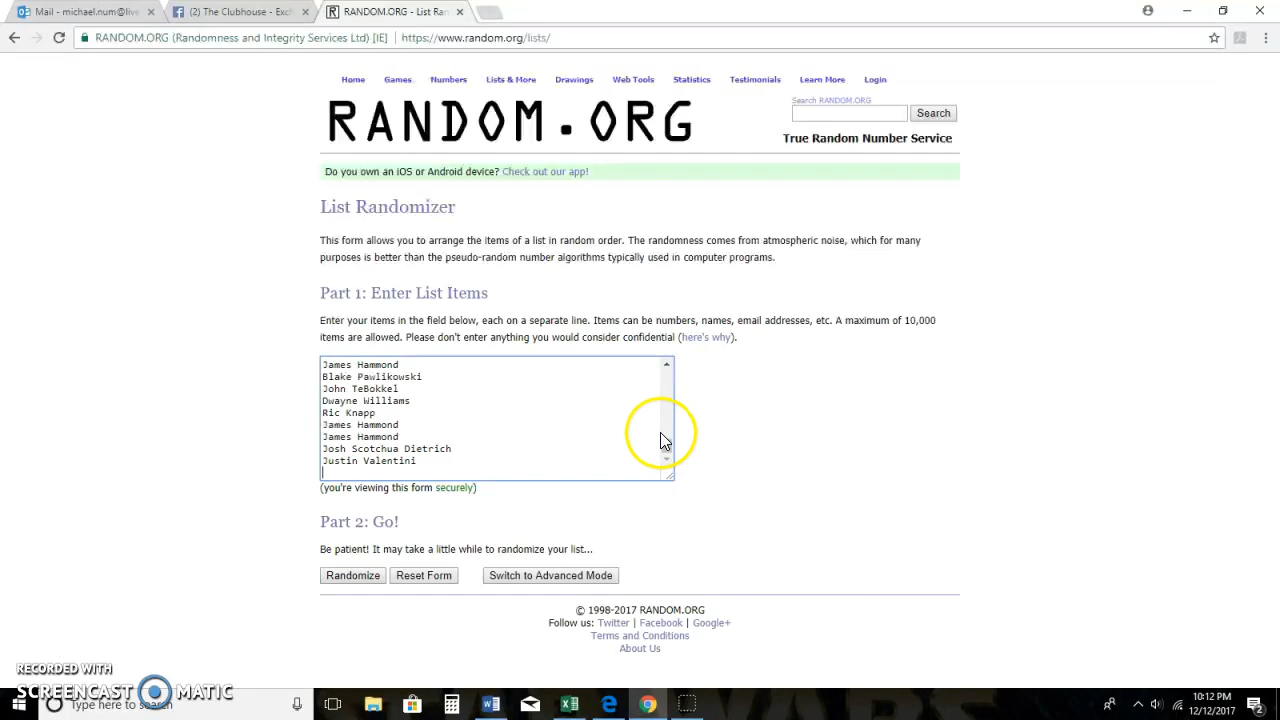 Mail - michaelnum@live
The Clubhouse - Exch
RANDOM.ORG - List Ra
RANDOM.ORG (Randomness and Integrity Services Ltd) [IE] https://www.random.org/lists/
Home Games Numbers Lists & More Drawings Web Tools Statistics Testimonials Learn More Login
RANDOM.ORG
Search RANDOM.ORG
Search
True Random Number Service
Do you own an iOS or Android device? Check out our app!
List Randomizer
This form allows you to arrange the items of a list in random order. The randomness comes from atmospheric noise, which for many
purposes is better than the pseudo-random number algorithms typically used in computer programs.
Part 1: Enter List Items
Enter your items in the field below, each on a separate line. Items can be numbers, names, email addresses, etc. A maximum of 10,000
items are allowed. Please don't enter anything you would consider confidential (here's why).
James Hammond
Blake Pawlikowski
John TeBokkel
Dwayne Williams
Ric Knapp
James Hammond
James Hammond
Josh Scotchua Dietrich
Justin Valentini
(you're viewing this form securely)
Part 2: Go!
Be patient! It may take a little while to randomize your list...
Randomize Reset Form Switch to Advanced Mode
© 1998-2017 RANDOM.ORG
Follow us: Twitter | Facebook | Google+
Terms and Conditions
About Us
RECORDED WITH
SCREENCAST MATIC
Type here to search
10:12 PM
12/12/2017
2